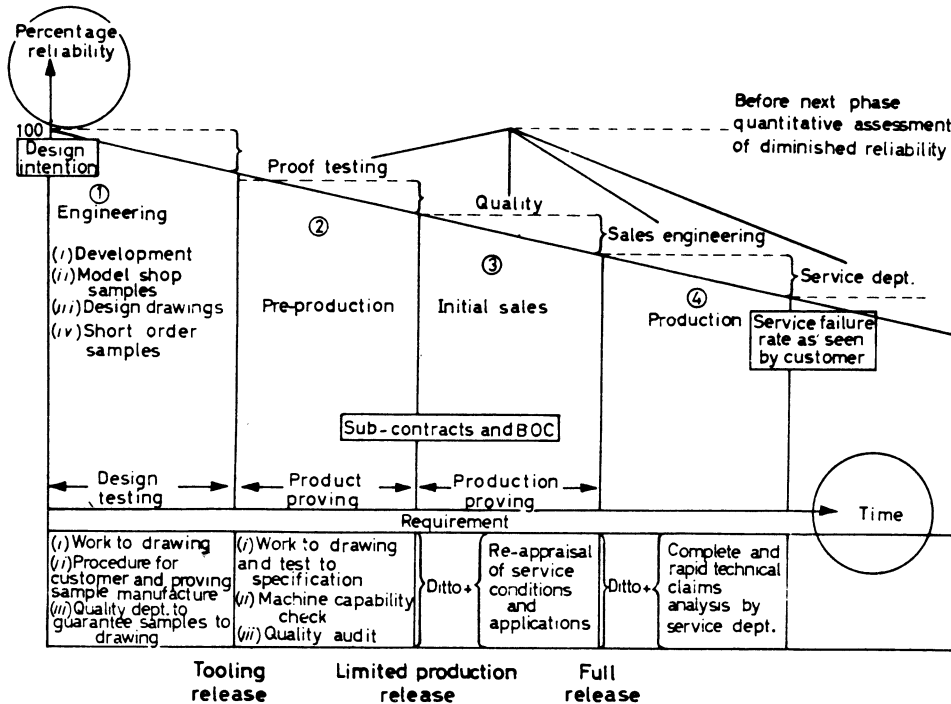 Percentage
reliability
100
Design
intention
Before next phase
quantitative assessment
of diminished reliability
Proof testing
Quality
Sales engineering
Service dept.
①
Engineering
(i) Development
(ii) Model shop
samples
(iii) Design drawings
(iv) Short order
samples
②
Pre-production
③
Initial sales
④
Production
Service failure
rate as seen
by customer
Sub-contracts and BOC
Design
testing
Product
proving
Production
proving
Time
Requirement
(i) Work to drawing
(ii) Procedure for
customer and proving
sample manufacture
(iii) Quality dept. to
guarantee samples to
drawing
(i) Work to drawing
and test to
specification
(ii) Machine capability
check
(iii) Quality audit
Ditto +
Re-appraisal
of service
conditions
and
applications
Ditto +
Complete and
rapid technical
claims
analysis by
service dept.
Tooling
release
Limited production
release
Full
release